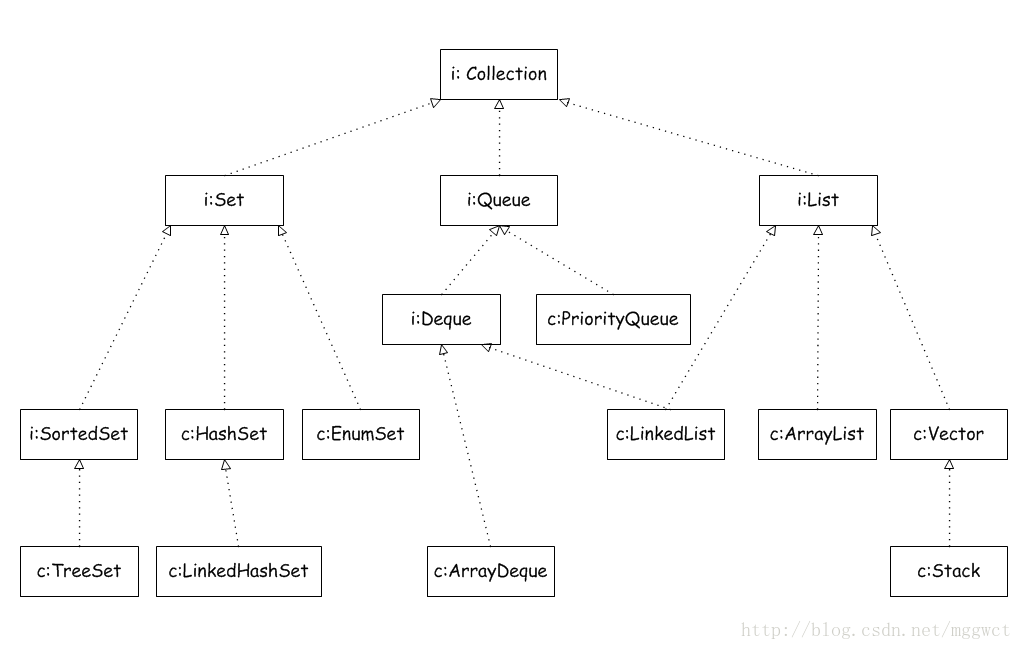 i: Collection
i:Set
i:Queue
i:List
i:Deque
c:PriorityQueue
i:SortedSet
c:HashSet
c:EnumSet
c:LinkedList
c:ArrayList
c:Vector
c:TreeSet
c:LinkedHashSet
c:ArrayDeque
c:Stack
http://blog.csdn.net/mggwct